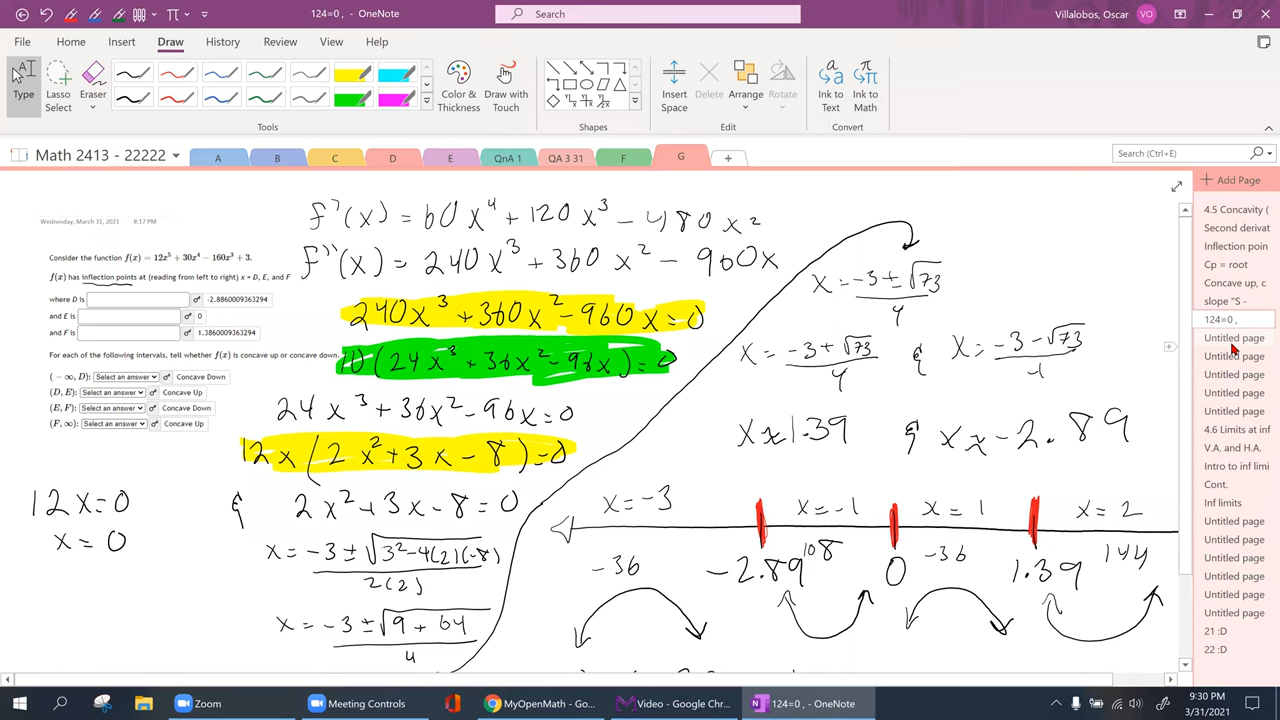 124=0 , - OneNote
Search
Villalobos, Oscar
VO
File Home Insert Draw History Review View Help
Type
Lasso Select
Eraser
Color & Thickness
Draw with Touch
Insert Space
Delete
Arrange
Rotate
Ink to Text
Ink to Math
Tools
Shapes
Edit
Convert
Math 2413 - 22222
A B C D E QnA 1 QA 3 31 F G +
Search (Ctrl+E)
Wednesday, March 31, 2021 8:17 PM
Consider the function f(x) = 12x⁵ + 30x⁴ − 160x³ + 3.
f(x) has inflection points at (reading from left to right) x = D, E, and F
where D is -2.8860009363294
and E is 0
and F is 1.3860009363294
For each of the following intervals, tell whether f(x) is concave up or concave down.
(−∞, D): Select an answer Concave Down
(D, E): Select an answer Concave Up
(E, F): Select an answer Concave Down
(F, ∞): Select an answer Concave Up
f'(x) = 60x⁴ + 120x³ - 480x²
f''(x) = 240x³ + 360x² - 960x
240x³ + 360x² - 960x = 0
10(24x³ + 36x² - 96x) = 0
24x³ + 36x² - 96x = 0
12x(2x² + 3x - 8) = 0
12x = 0
x = 0
&
2x² + 3x - 8 = 0
x = -3 ± √3² - 4(2)(-8)
2(2)
x = -3 ± √9 + 64
4
x = -3 ± √73
4
x = -3 + √73
4
&
x = -3 - √73
4
x ≈ 1.39 & x ≈ -2.89
x = -3 x = -1 x = 1 x = 2
-36 -2.89 108 0 -36 1.39 144
Add Page
4.5 Concavity (
Second derivat
Inflection poin
Cp = root
Concave up, c
slope "S -
124=0 ,
Untitled page
Untitled page
Untitled page
Untitled page
Untitled page
4.6 Limits at inf
V.A. and H.A.
Intro to inf limi
Cont.
Inf limits
Untitled page
Untitled page
Untitled page
Untitled page
Untitled page
Untitled page
21 :D
22 :D
Zoom
Meeting Controls
MyOpenMath - Go...
Video - Google Chr...
124=0 , - OneNote
9:30 PM
3/31/2021